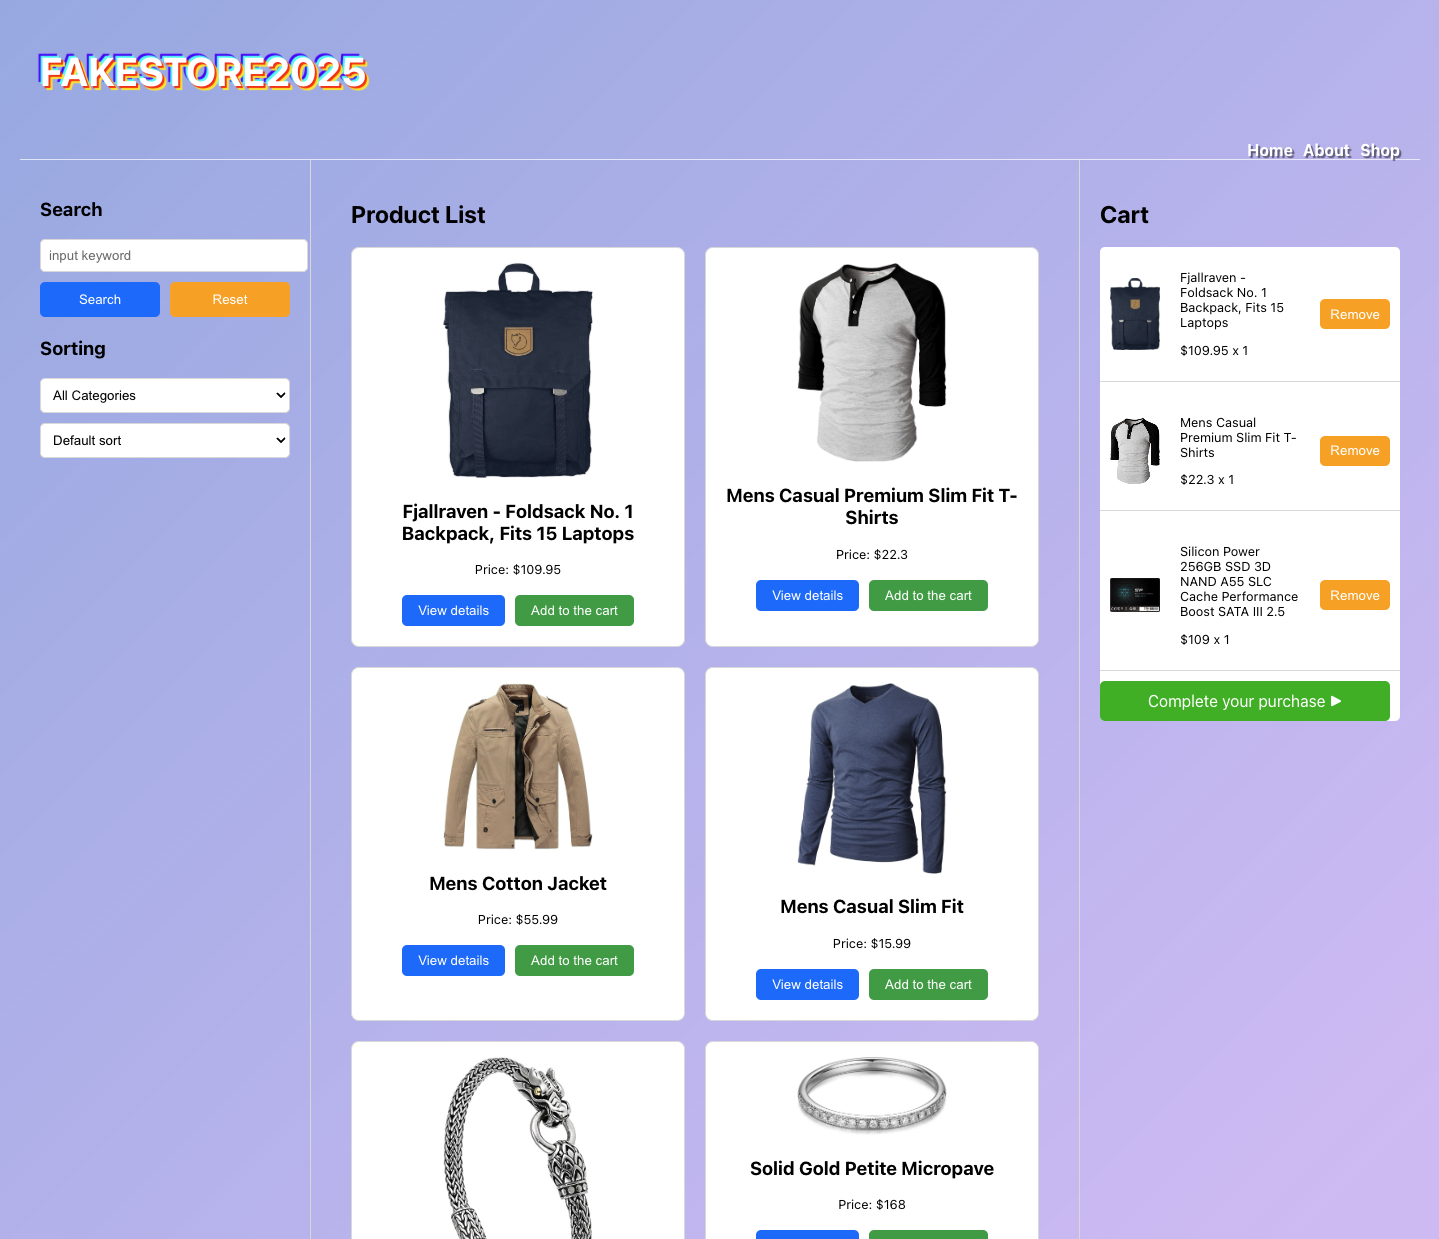 FAKESTORE2025
Home About Shop
Search
input keyword
Search Reset
Sorting
All Categories
Default sort
Product List
Fjallraven - Foldsack No. 1
Backpack, Fits 15 Laptops
Price: $109.95
View details Add to the cart
Mens Casual Premium Slim Fit T-
Shirts
Price: $22.3
View details Add to the cart
Mens Cotton Jacket
Price: $55.99
View details Add to the cart
Mens Casual Slim Fit
Price: $15.99
View details Add to the cart
Solid Gold Petite Micropave
Price: $168
Cart
Fjallraven -
Foldsack No. 1
Backpack, Fits 15
Laptops
$109.95 x 1
Remove
Mens Casual
Premium Slim Fit T-
Shirts
$22.3 x 1
Remove
Silicon Power
256GB SSD 3D
NAND A55 SLC
Cache Performance
Boost SATA III 2.5
$109 x 1
Remove
Complete your purchase ▶